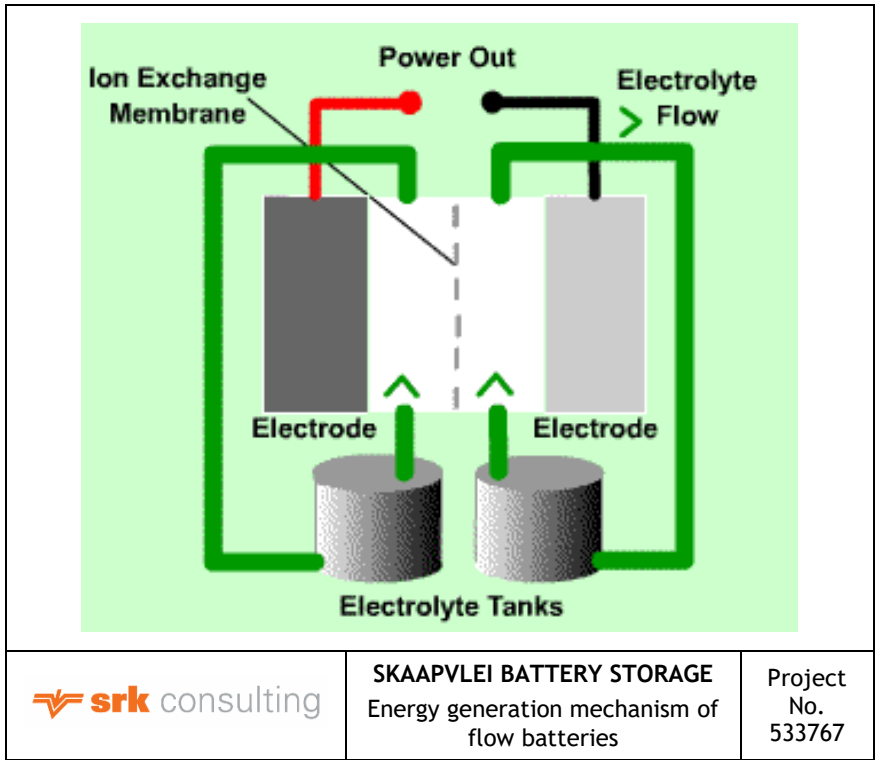 Power Out
Ion Exchange
Membrane
Electrolyte
Flow
Electrode
Electrode
Electrolyte Tanks
srk consulting
SKAAPVLEI BATTERY STORAGE
Energy generation mechanism of
flow batteries
Project
No.
533767